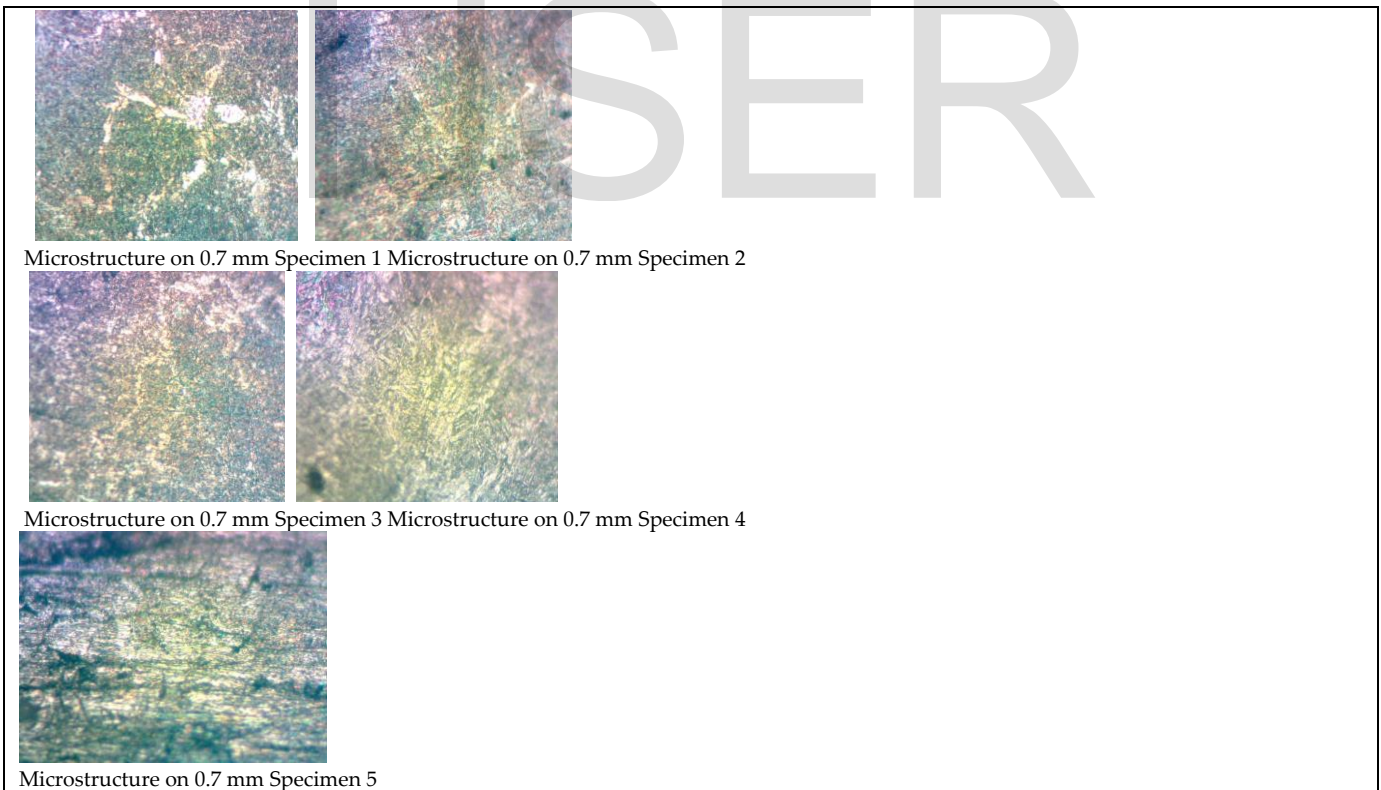 IJSER
Microstructure on 0.7 mm Specimen 1 Microstructure on 0.7 mm Specimen 2
Microstructure on 0.7 mm Specimen 3 Microstructure on 0.7 mm Specimen 4
Microstructure on 0.7 mm Specimen 5